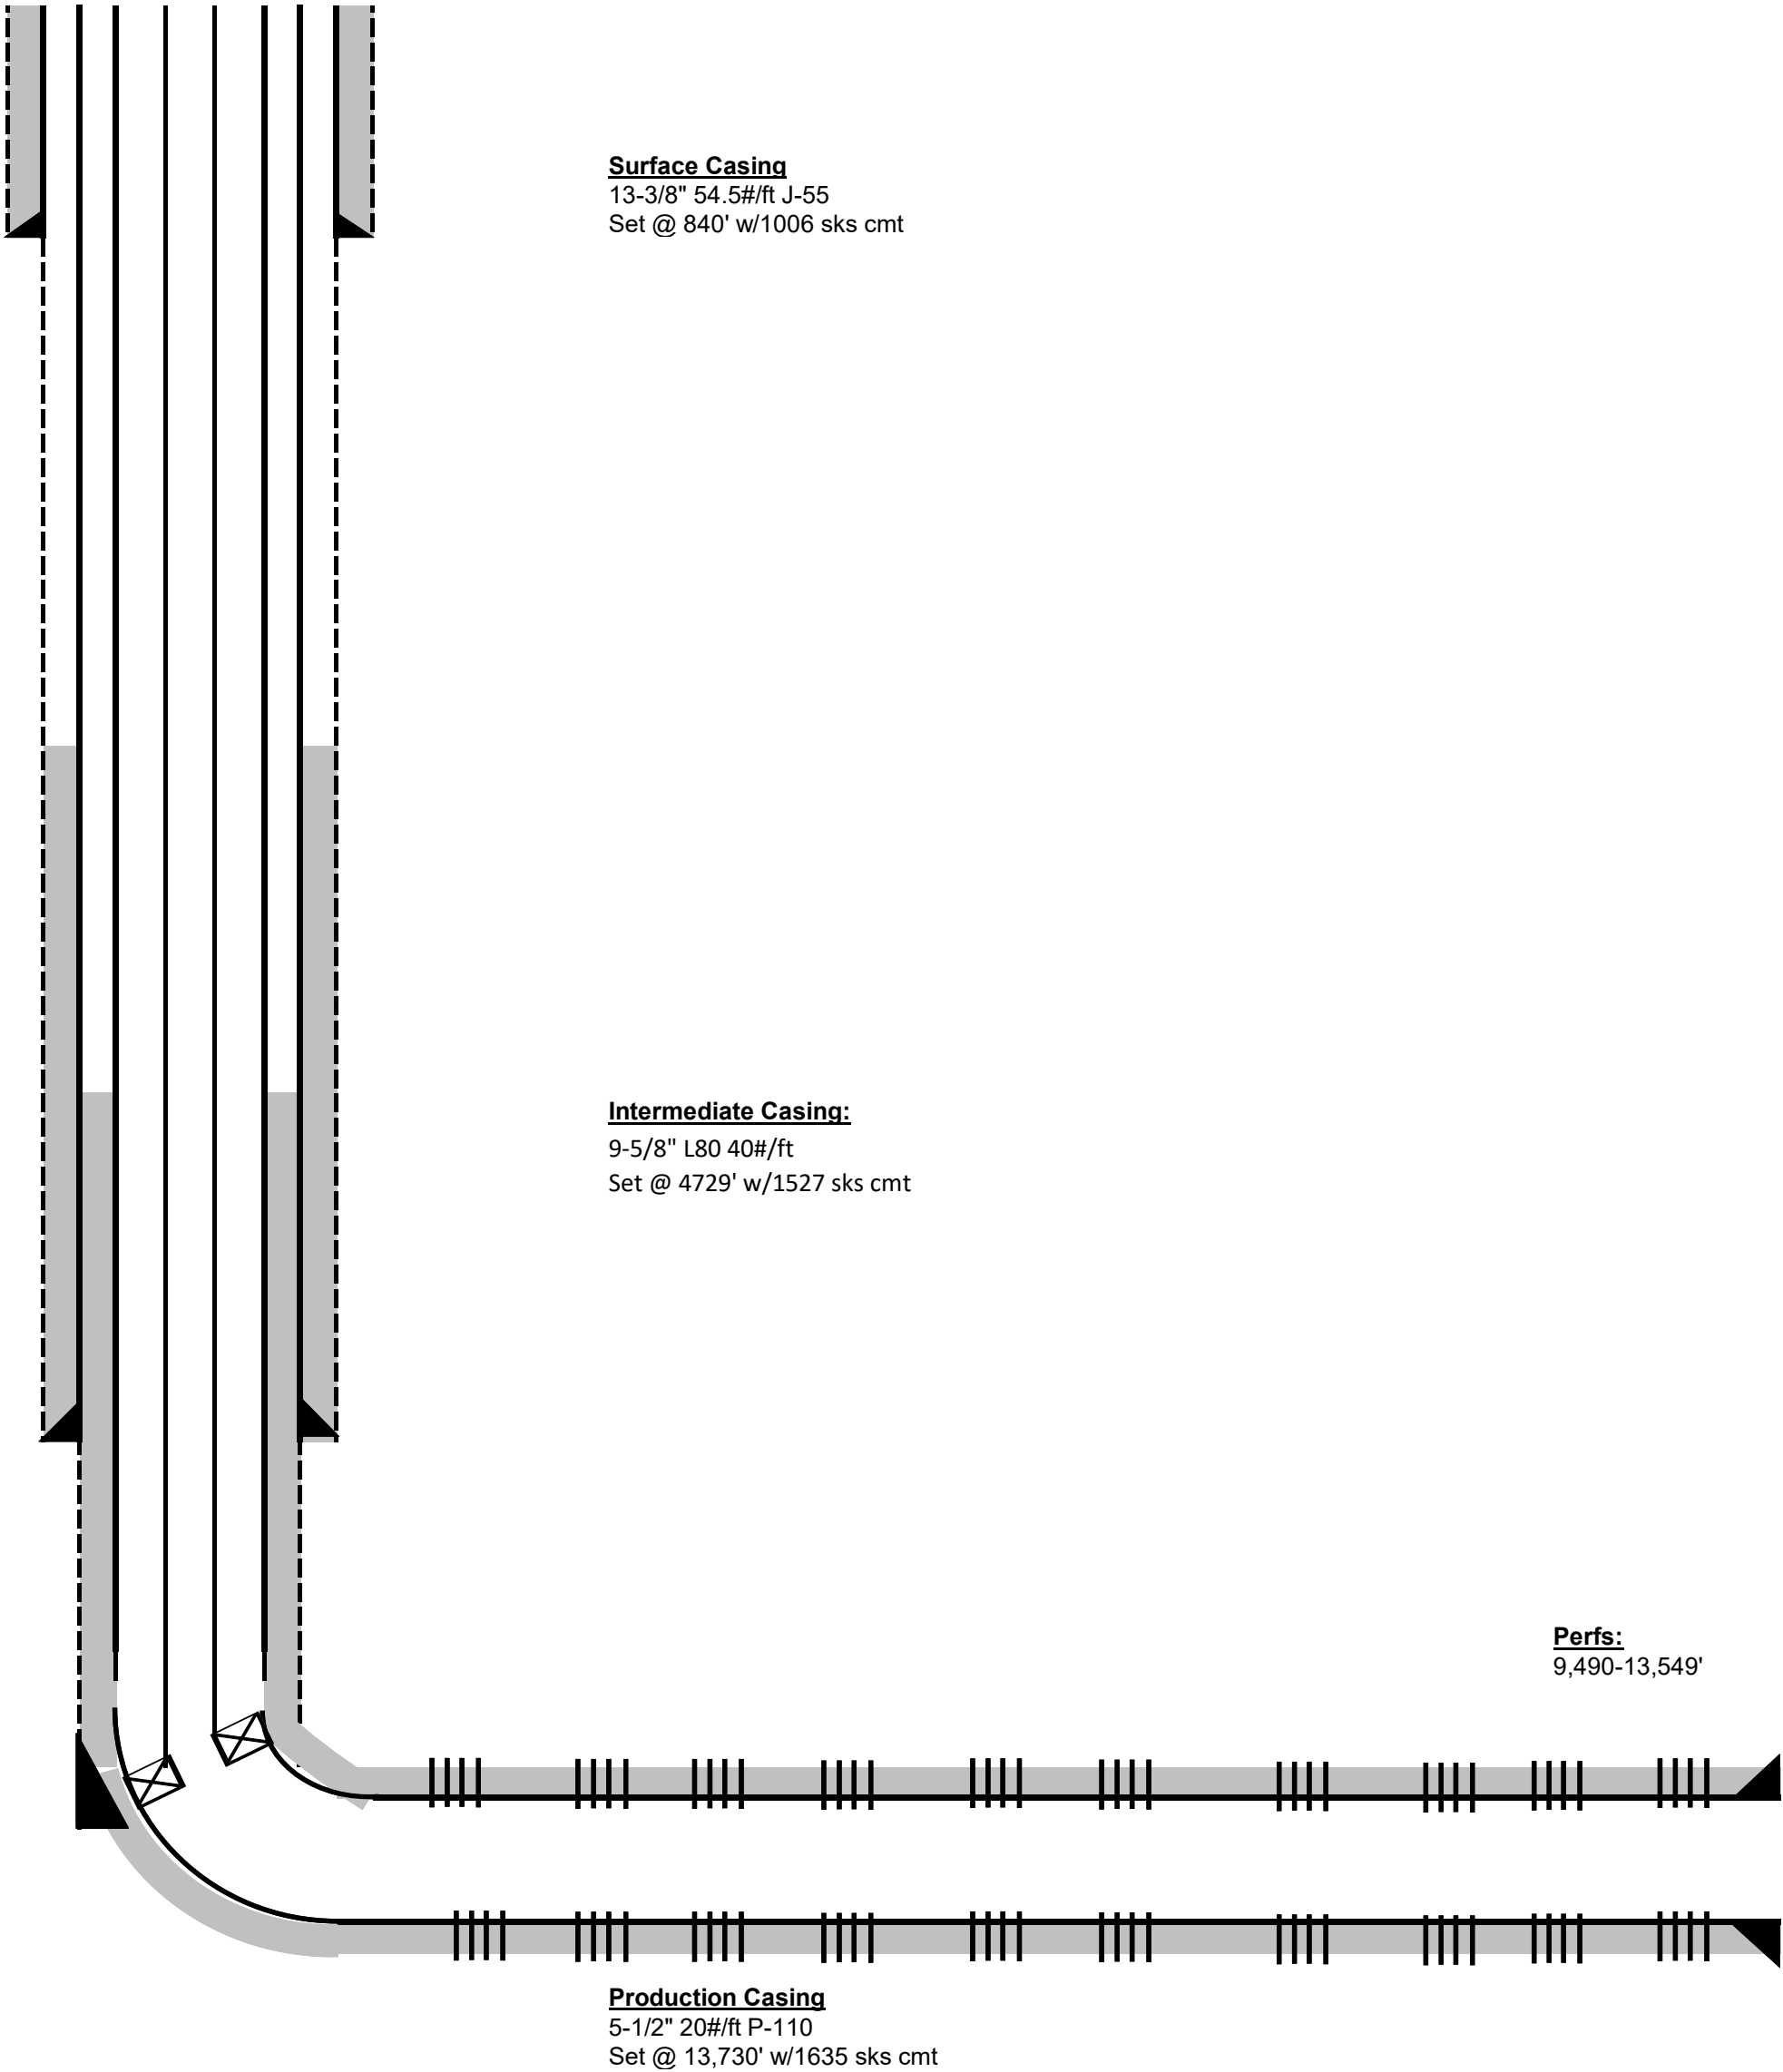 Surface Casing
13-3/8" 54.5#/ft J-55
Set @ 840' w/1006 sks cmt
Intermediate Casing:
9-5/8" L80 40#/ft
Set @ 4729' w/1527 sks cmt
Perfs:
9,490-13,549'
Production Casing
5-1/2" 20#/ft P-110
Set @ 13,730' w/1635 sks cmt